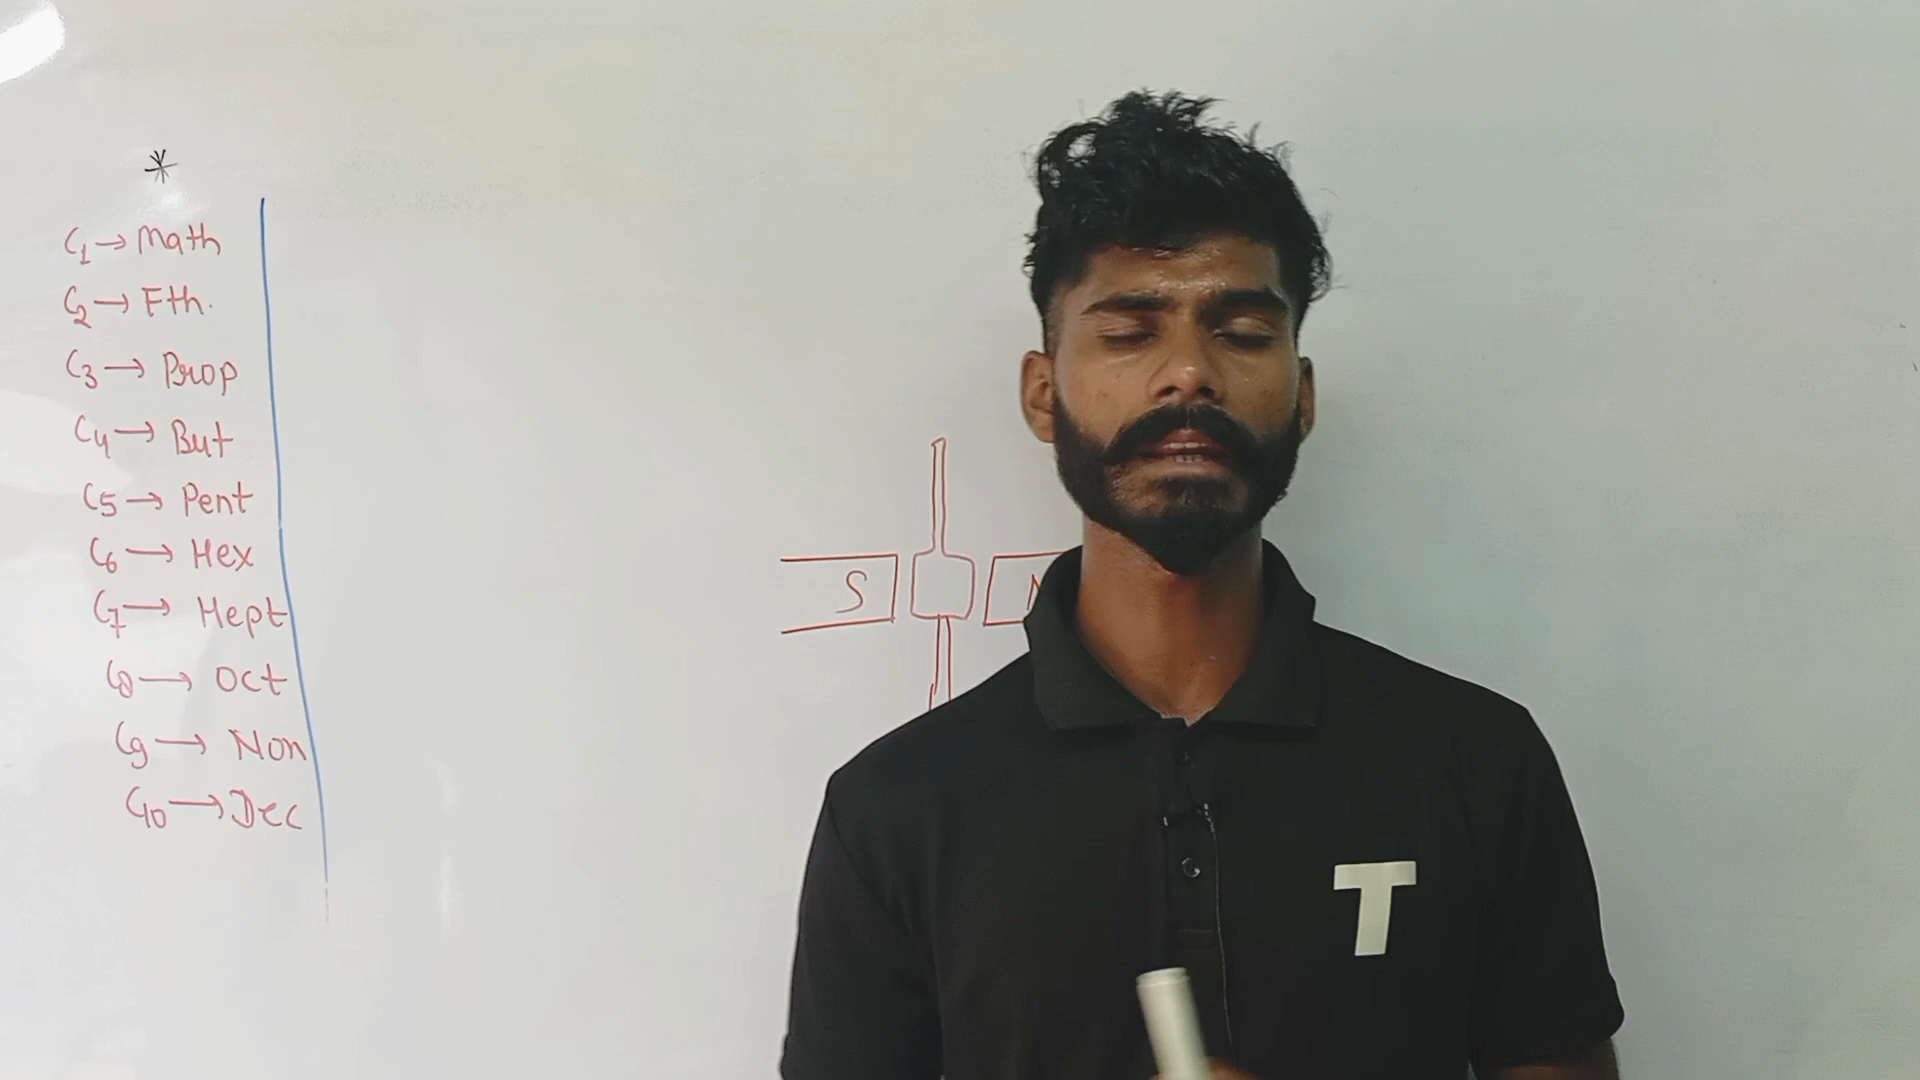 *
C1 → Math
C2 → Eth.
C3 → Prop
C4 → But
C5 → Pent
C6 → Hex
C7 → Hept
C8 → Oct
C9 → Non
C10 → Dec
S
T